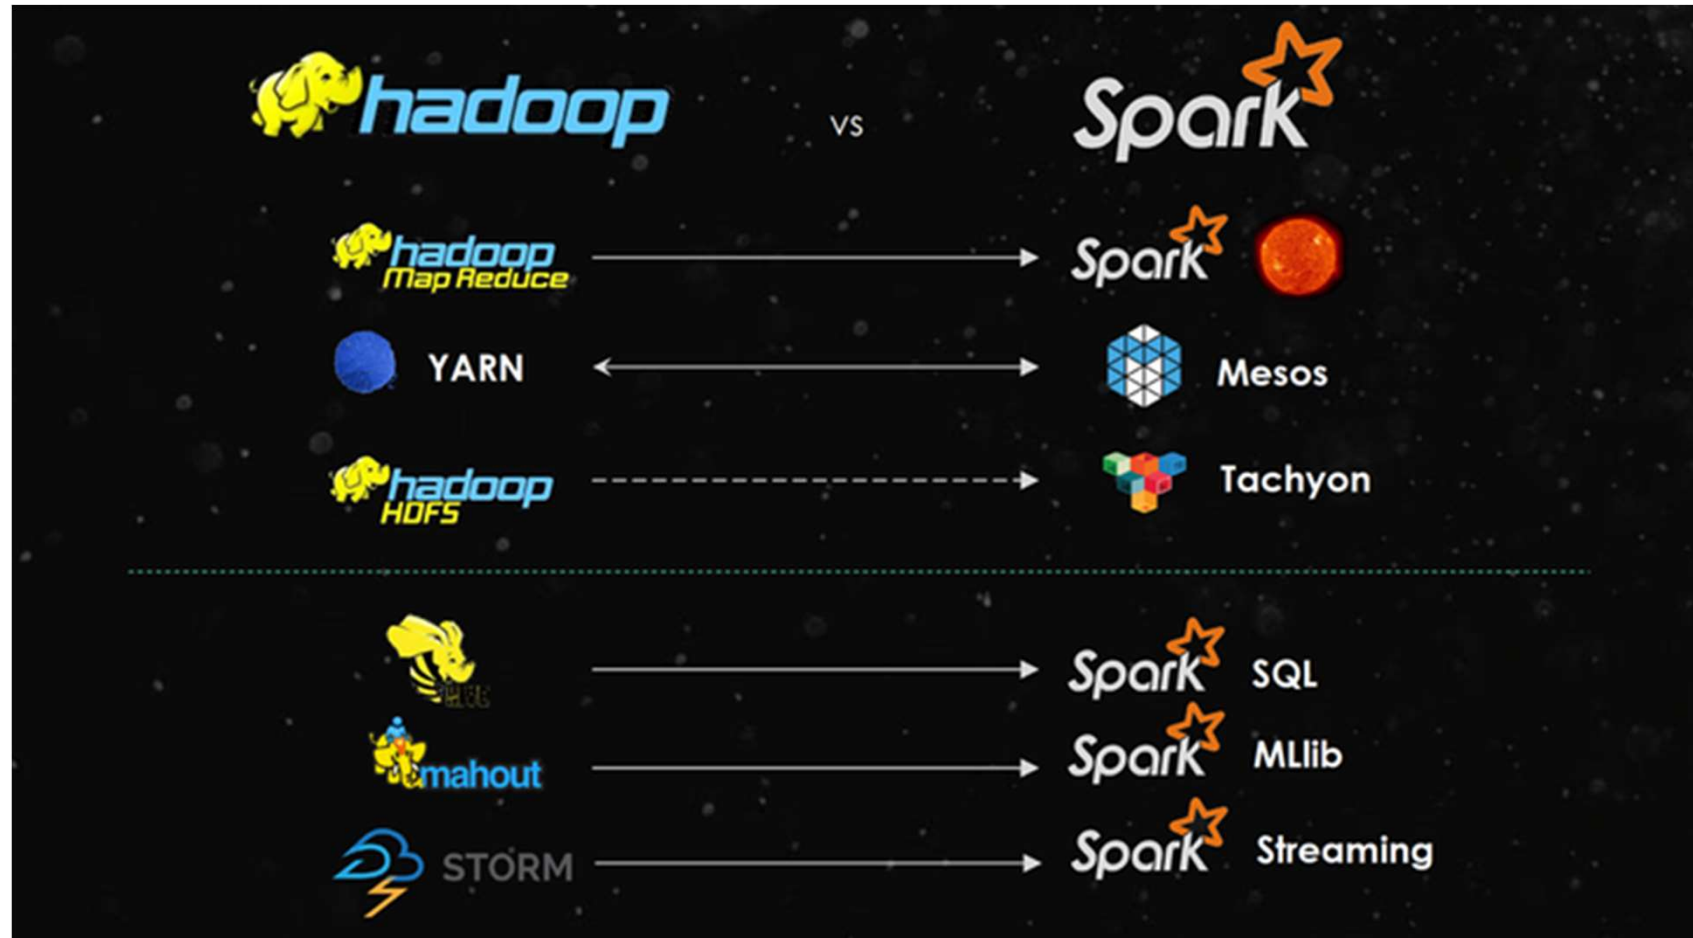 hadoop vs Spark
hadoop Spark
Map Reduce
YARN Mesos
hadoop Tachyon
HDFS
HIVE Spark SQL
mahout Spark MLlib
STORM Spark Streaming